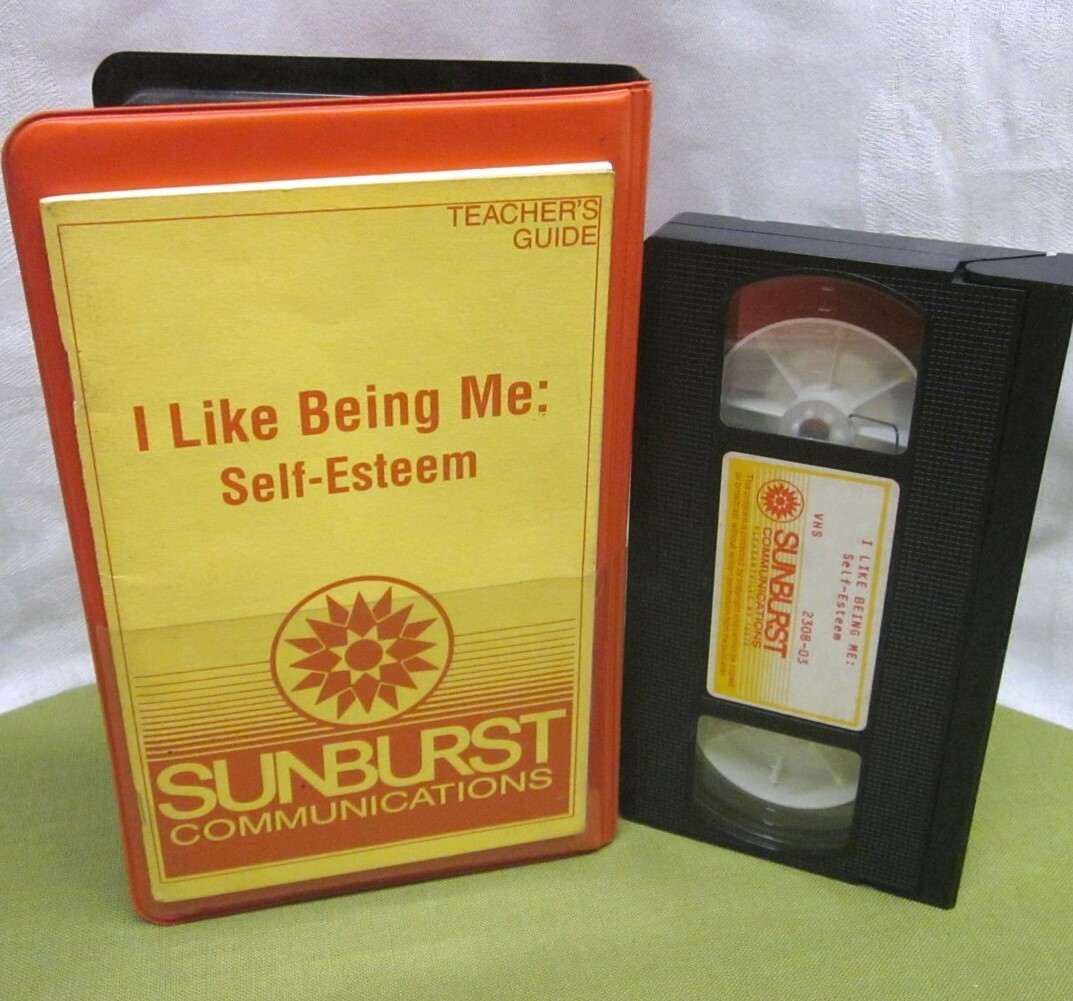 TEACHER'S
GUIDE
I Like Being Me:
Self-Esteem
SUNBURST
COMMUNICATIONS
I LIKE BEING ME:
Self-Esteem
VHS
2308-03
SUNBURST
COMMUNICATIONS